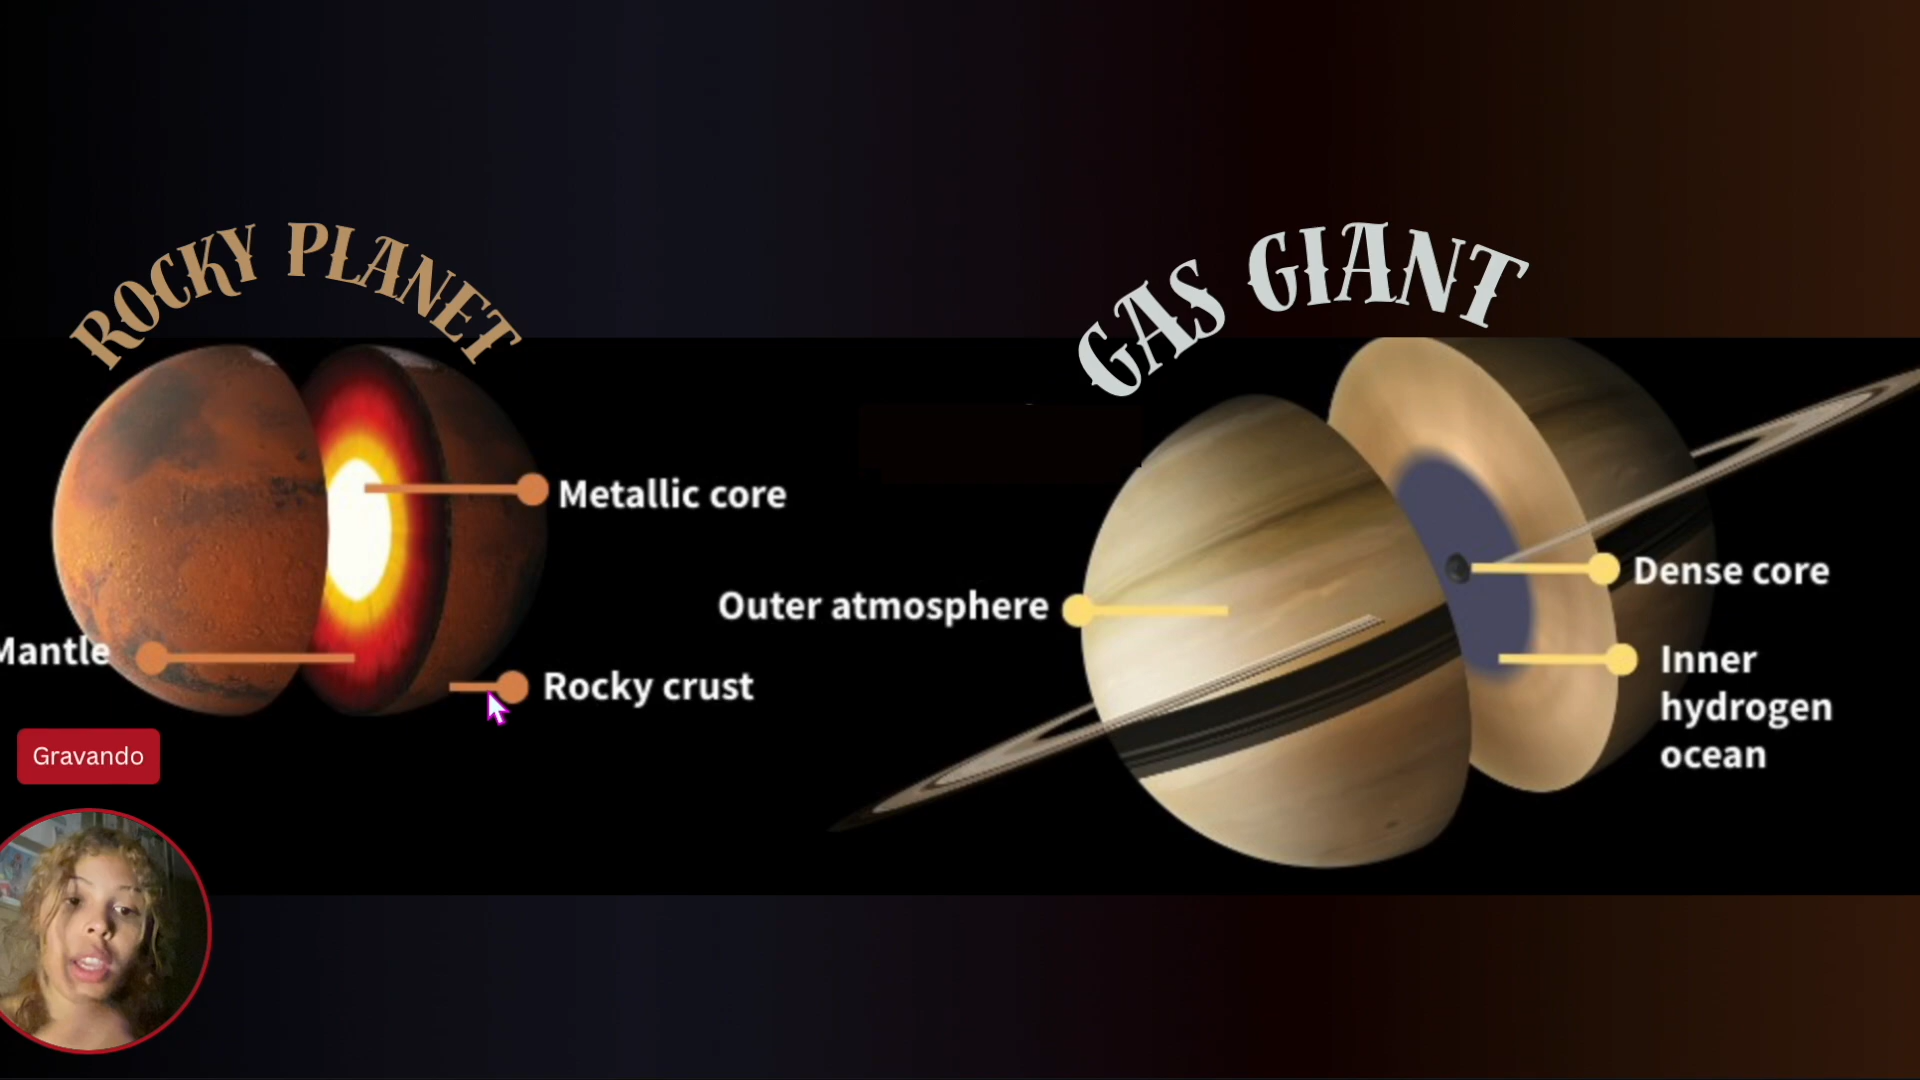 ROCKY PLANET
GAS GIANT
Metallic core
Outer atmosphere
Dense core
Mantle
Rocky crust
Inner
hydrogen
ocean
Gravando